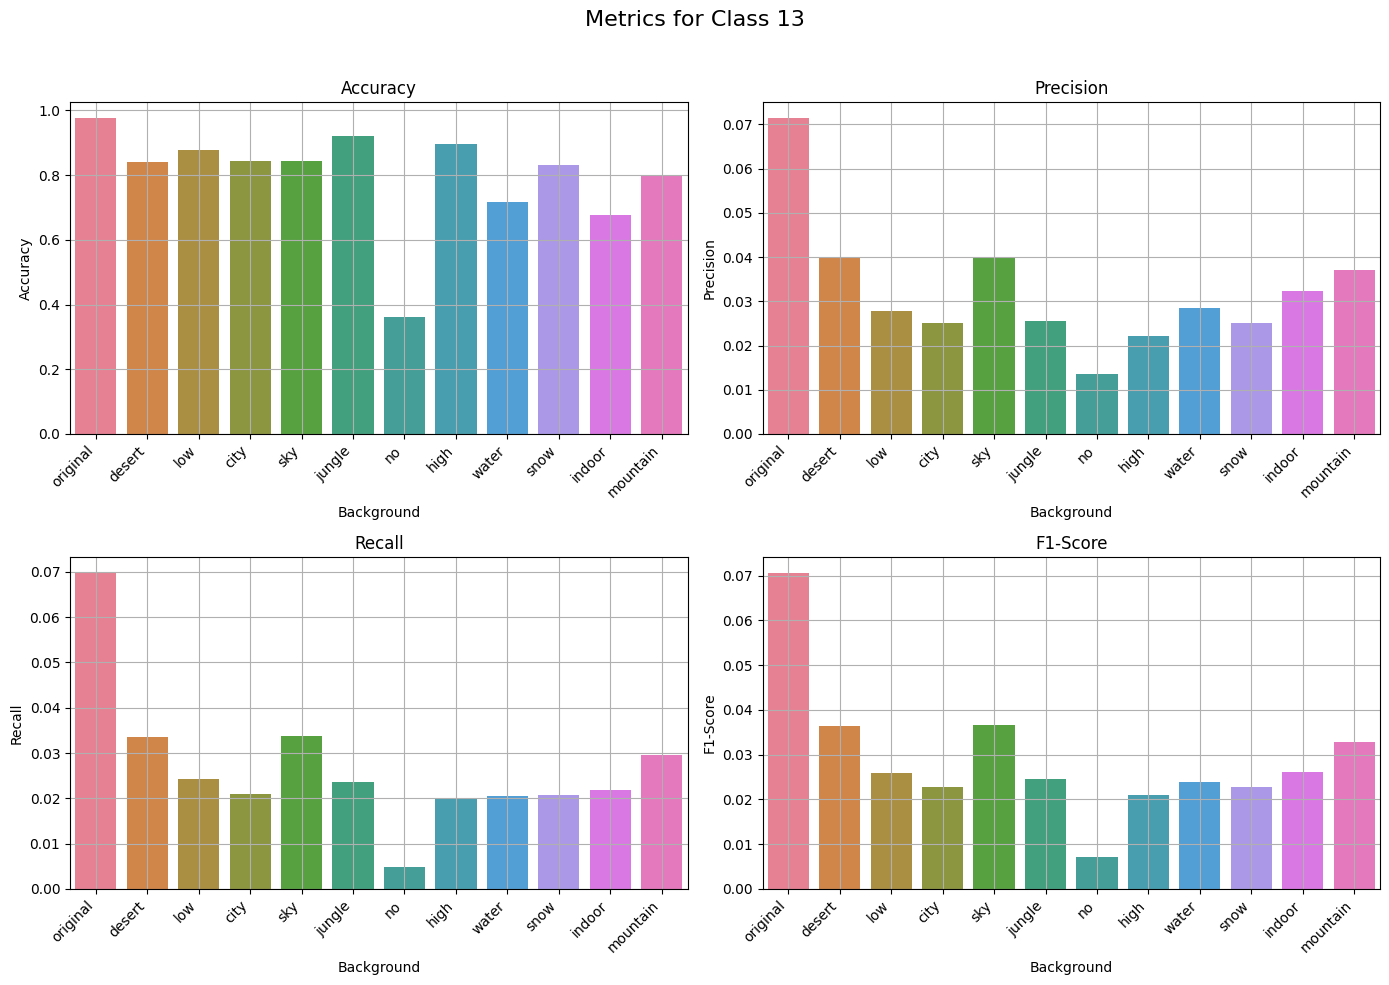 Metrics for Class 13
Accuracy
Accuracy
1.0
0.8
0.6
0.4
0.2
0.0
original
desert
low
city
sky
jungle
no
high
water
snow
indoor
mountain
Background
Precision
Precision
0.07
0.06
0.05
0.04
0.03
0.02
0.01
0.00
original
desert
low
city
sky
jungle
no
high
water
snow
indoor
mountain
Background
Recall
Recall
0.07
0.06
0.05
0.04
0.03
0.02
0.01
0.00
original
desert
low
city
sky
jungle
no
high
water
snow
indoor
mountain
Background
F1-Score
F1-Score
0.07
0.06
0.05
0.04
0.03
0.02
0.01
0.00
original
desert
low
city
sky
jungle
no
high
water
snow
indoor
mountain
Background